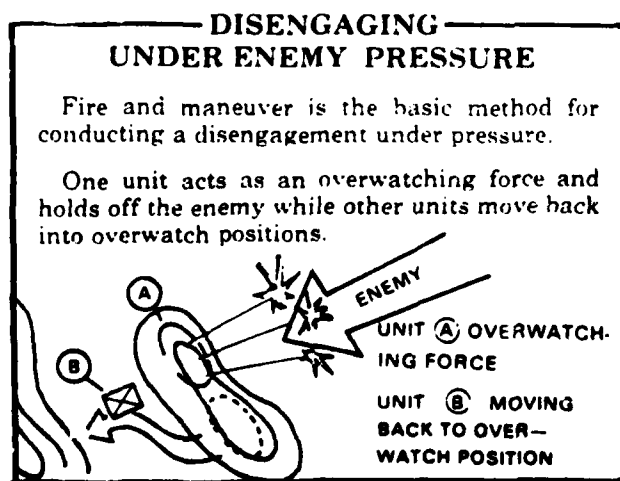 DISENGAGING
UNDER ENEMY PRESSURE
Fire and maneuver is the basic method for
conducting a disengagement under pressure.
One unit acts as an overwatching force and
holds off the enemy while other units move back
into overwatch positions.
A
ENEMY
B
UNIT A OVERWATCH-
ING FORCE
UNIT B MOVING
BACK TO OVER-
WATCH POSITION